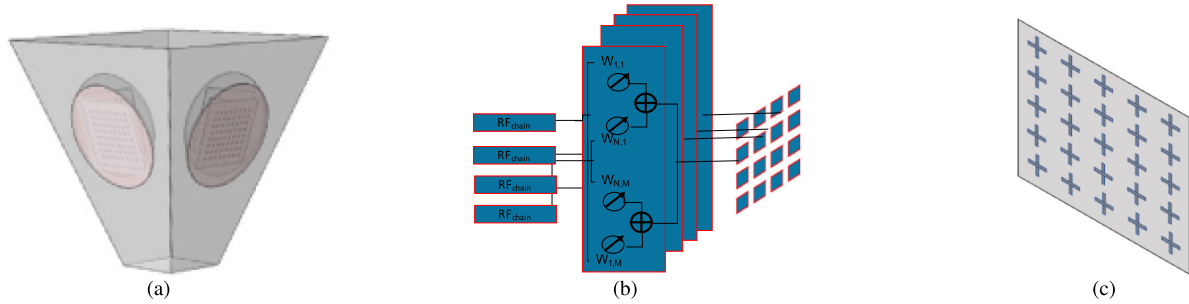 W1,1
RFchain
WN,1
RFchain
RFchain
WN,M
RFchain
W1,M
(a)
(b)
(c)